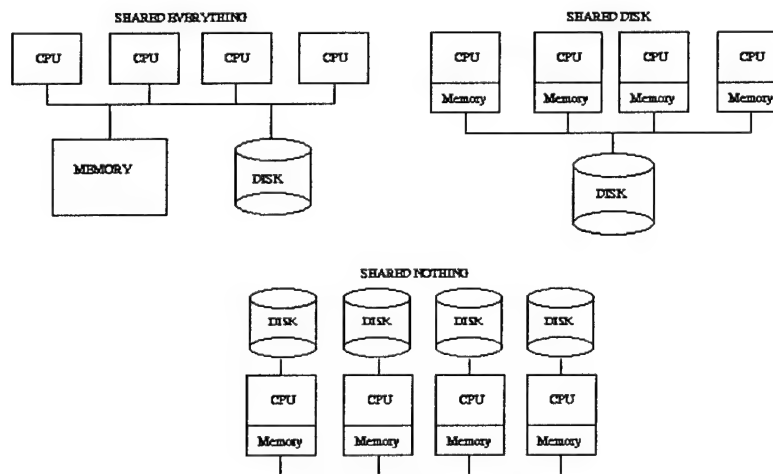 SHARED EVERYTHING
CPU CPU CPU CPU
MEMORY
DISK
SHARED DISK
CPU CPU CPU CPU
Memory Memory Memory Memory
DISK
SHARED NOTHING
DISK DISK DISK DISK
CPU CPU CPU CPU
Memory Memory Memory Memory